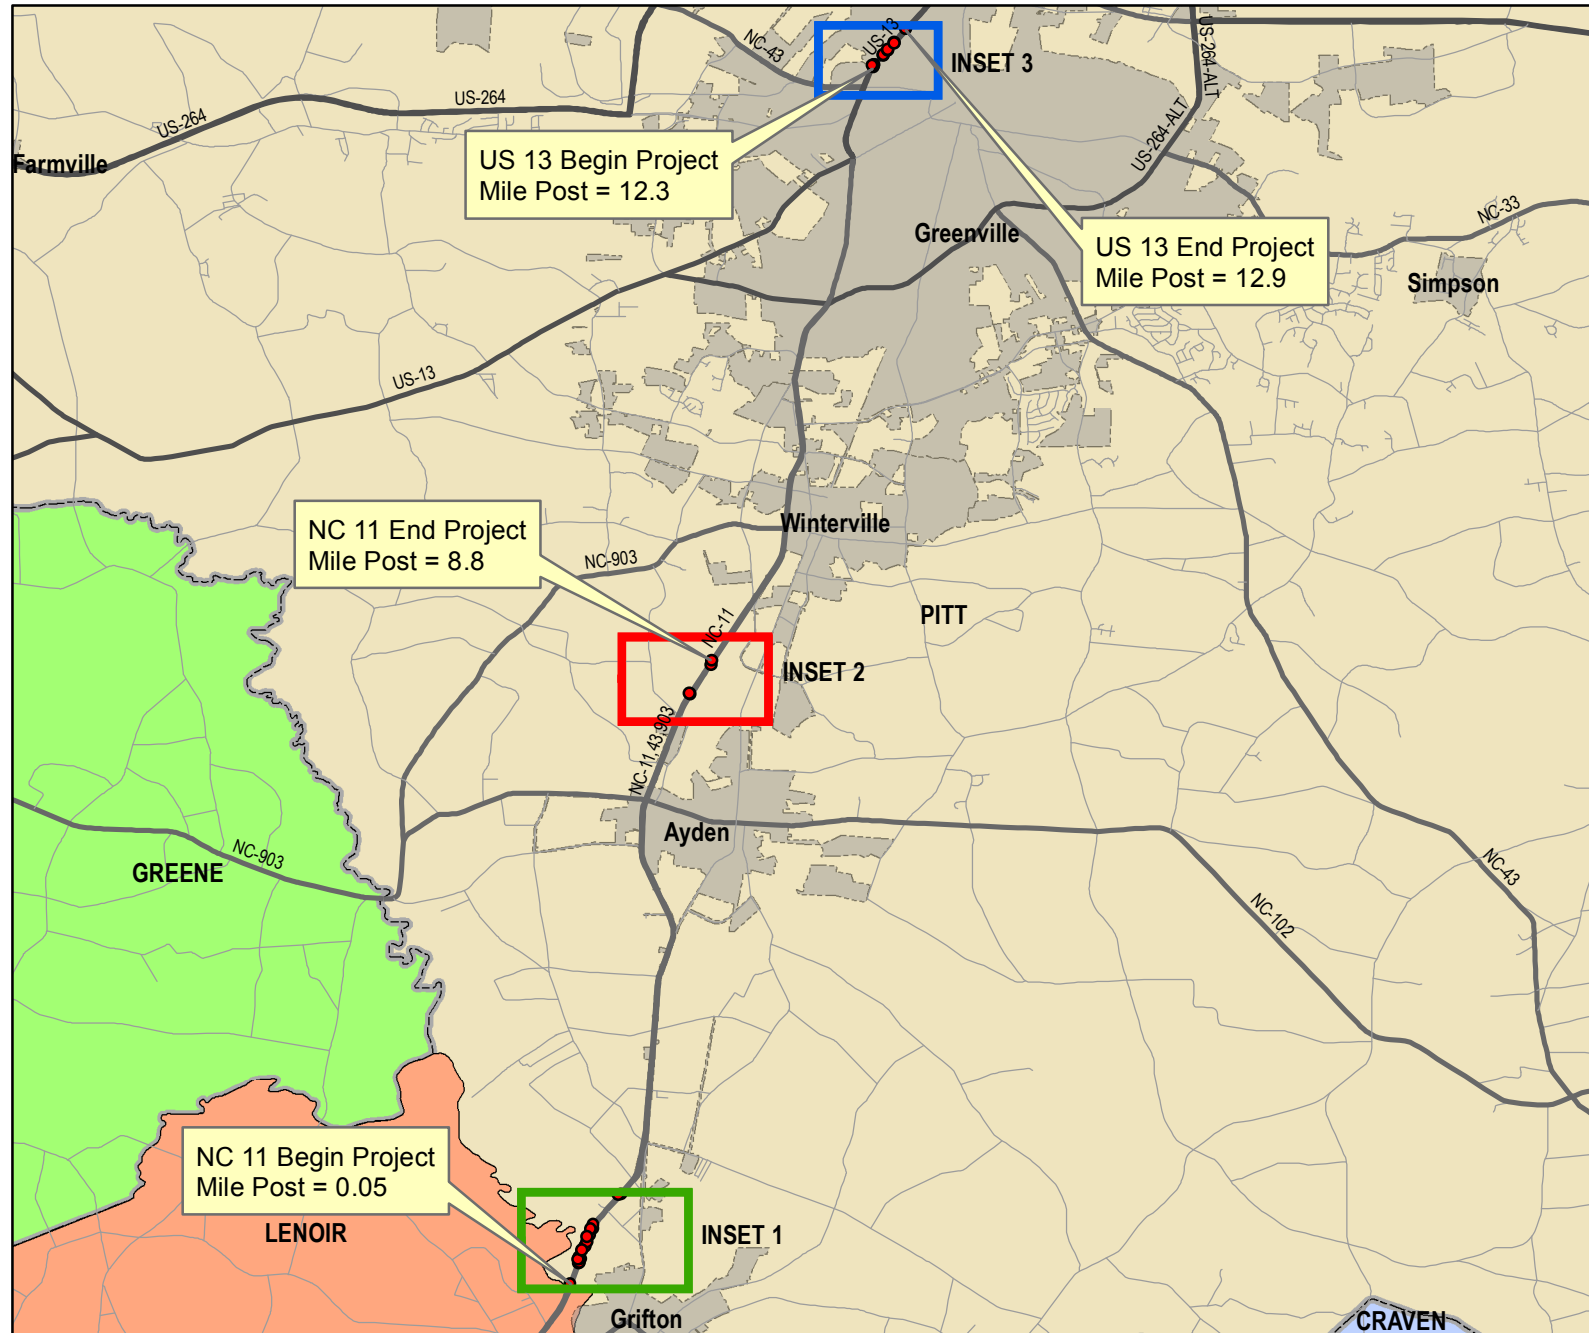 US-13
NC-43
INSET 3
US-264-ALT
US-264
US-264
Farmville
US 13 Begin Project
Mile Post = 12.3
US-264-ALT
Greenville
NC-33
US 13 End Project
Mile Post = 12.9
Simpson
US-13
NC 11 End Project
Mile Post = 8.8
Winterville
NC-903
NC-11
PITT
INSET 2
NC-11,43,903
Ayden
GREENE
NC-903
NC-43
NC-102
NC 11 Begin Project
Mile Post = 0.05
LENOIR
INSET 1
Grifton
CRAVEN